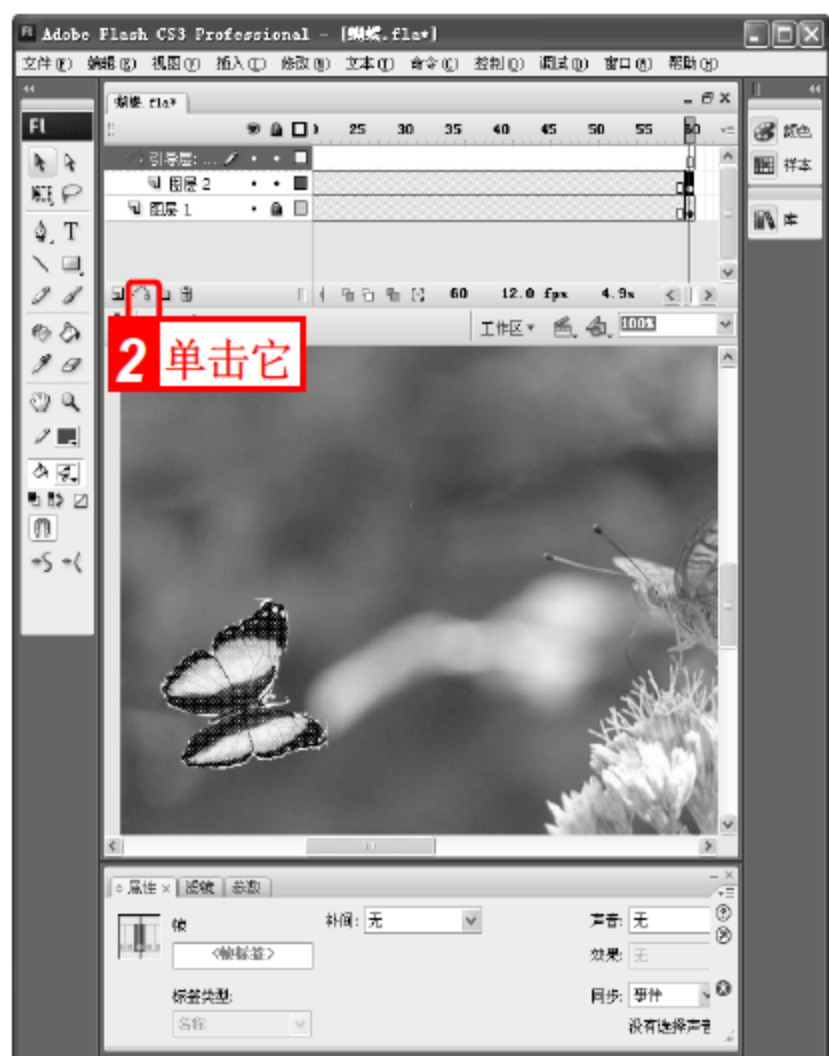 Adobe Flash CS3 Professional - [蝴蝶.fla*]
文件(F) 编辑(E) 视图(V) 插入(I) 修改(M) 文本(T) 命令(C) 控制(O) 调试(D) 窗口(W) 帮助(H)
蝴蝶.fla*
Fl
25 30 35 40 45 50 55 60
引导层: ...
图层 2
图层 1
60 12.0 fps 4.9s
工作区 100%
2 单击它
颜色
样本
库
属性 × 滤镜 参数
帧
<帧标签>
标签类型:
名称
补间: 无
声音: 无
效果: 无
同步: 事件
没有选择声音